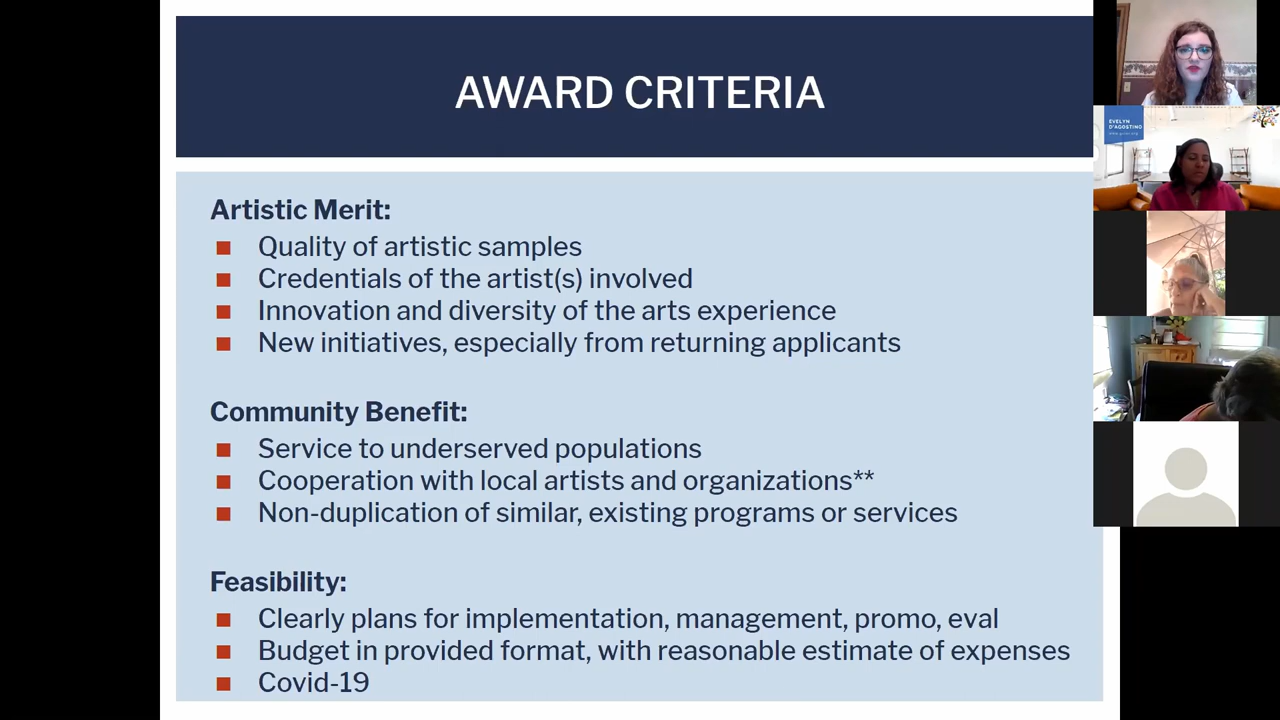 AWARD CRITERIA
Artistic Merit:
Quality of artistic samples
Credentials of the artist(s) involved
Innovation and diversity of the arts experience
New initiatives, especially from returning applicants
Community Benefit:
Service to underserved populations
Cooperation with local artists and organizations**
Non-duplication of similar, existing programs or services
Feasibility:
Clearly plans for implementation, management, promo, eval
Budget in provided format, with reasonable estimate of expenses
Covid-19
EVELYN
D'AGOSTINO